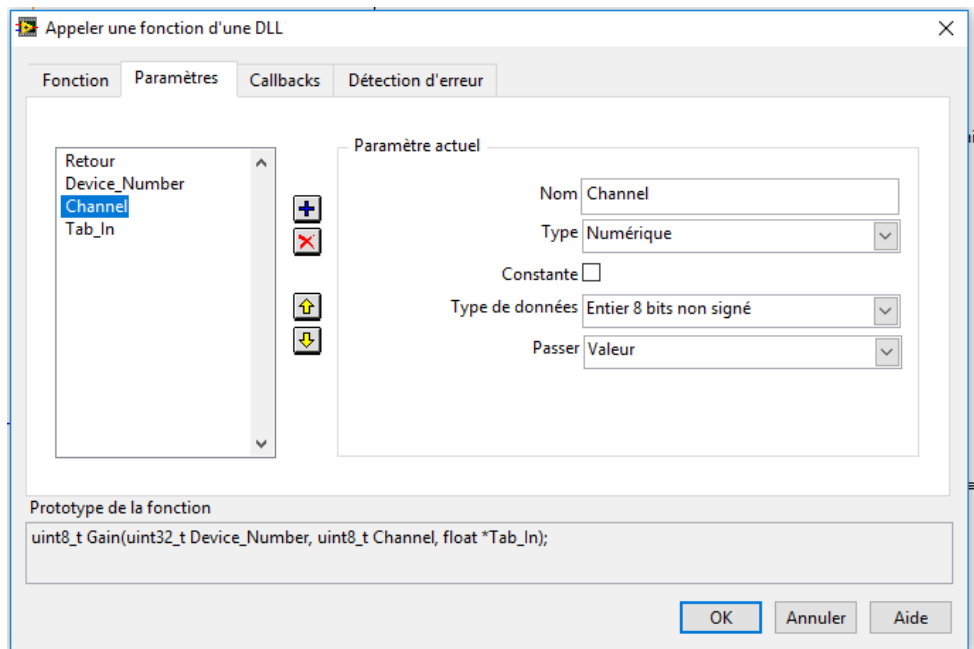 Appeler une fonction d'une DLL
Fonction Paramètres Callbacks Détection d'erreur
Retour
Device_Number
Channel
Tab_In
Paramètre actuel
Nom Channel
Type Numérique
Constante
Type de données Entier 8 bits non signé
Passer Valeur
Prototype de la fonction
uint8_t Gain(uint32_t Device_Number, uint8_t Channel, float *Tab_In);
OK Annuler Aide